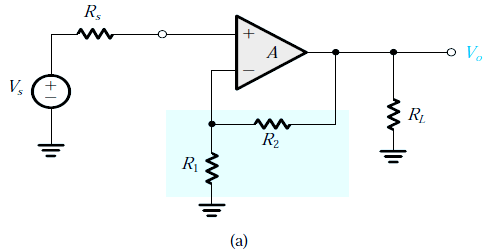 Rs
Vs
+
−
+
−
A
Vo
R2
R1
RL
(a)